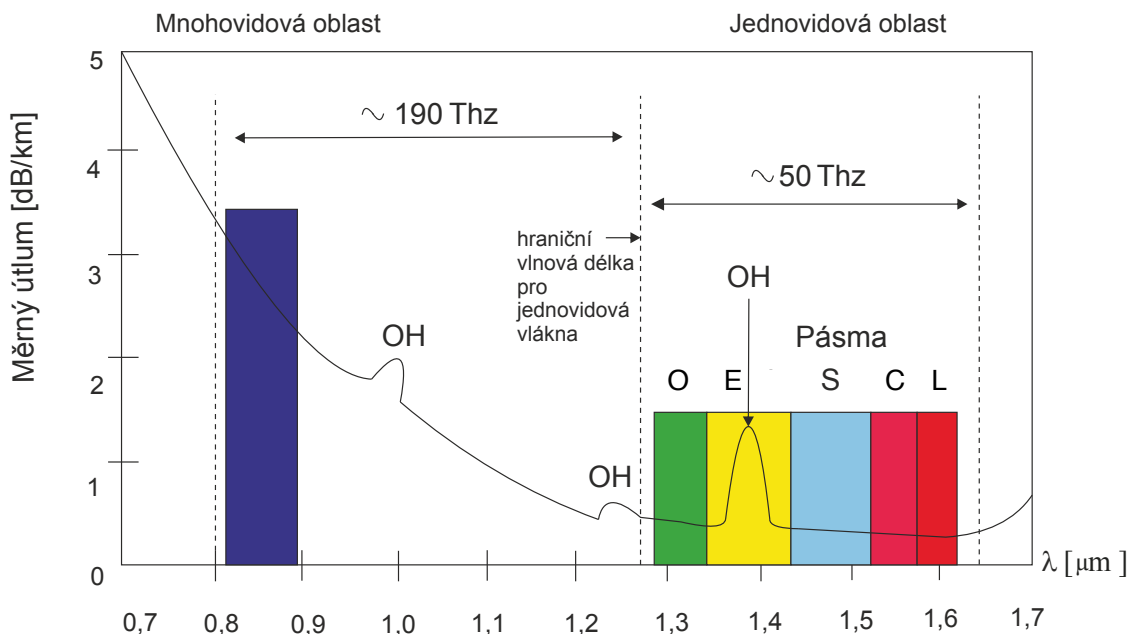 Mnohovidová oblast
Jednovidová oblast
Měrný útlum [dB/km]
5
4
3
2
1
0
~ 190 Thz
~ 50 Thz
hraniční
vlnová délka
pro
jednovidová
vlákna
OH
OH
OH
Pásma
O E S C L
λ [ μm ]
0,7 0,8 0,9 1,0 1,1 1,2 1,3 1,4 1,5 1,6 1,7